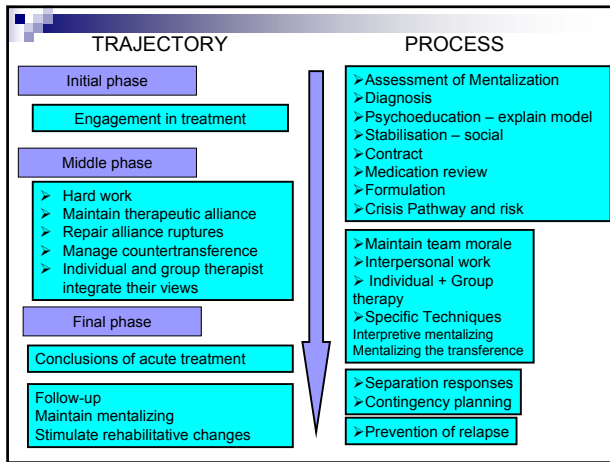 TRAJECTORY
Initial phase
Engagement in treatment
Middle phase
➢ Hard work
➢ Maintain therapeutic alliance
➢ Repair alliance ruptures
➢ Manage countertransference
➢ Individual and group therapist
integrate their views
Final phase
Conclusions of acute treatment
Follow-up
Maintain mentalizing
Stimulate rehabilitative changes
PROCESS
➢Assessment of Mentalization
➢Diagnosis
➢Psychoeducation – explain model
➢Stabilisation – social
➢Contract
➢Medication review
➢Formulation
➢Crisis Pathway and risk
➢Maintain team morale
➢Interpersonal work
➢ Individual + Group
therapy
➢Specific Techniques
Interpretive mentalizing
Mentalizing the transference
➢Separation responses
➢Contingency planning
➢Prevention of relapse